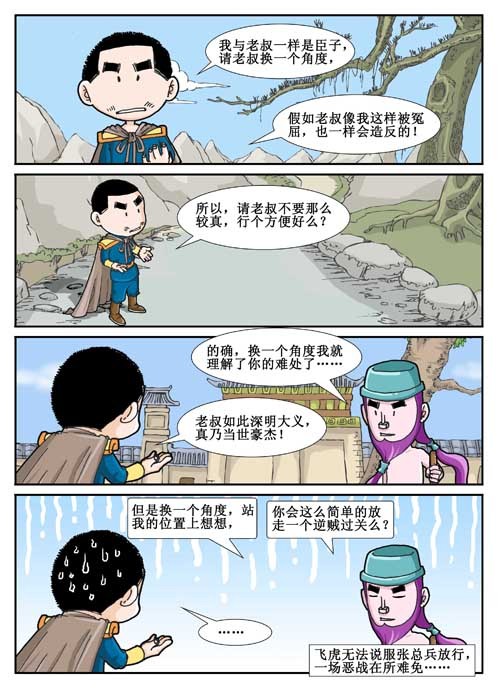 我与老叔一样是臣子，
请老叔换一个角度，
假如老叔像我这样被冤
屈，也一样会造反的！
所以，请老叔不要那么
较真，行个方便好么？
的确，换一个角度我就
理解了你的难处了……
老叔如此深明大义，
真乃当世豪杰！
但是换一个角度，站
我的位置上想想，
你会这么简单的放
走一个逆贼过关么？
……
飞虎无法说服张总兵放行，
一场恶战在所难免……